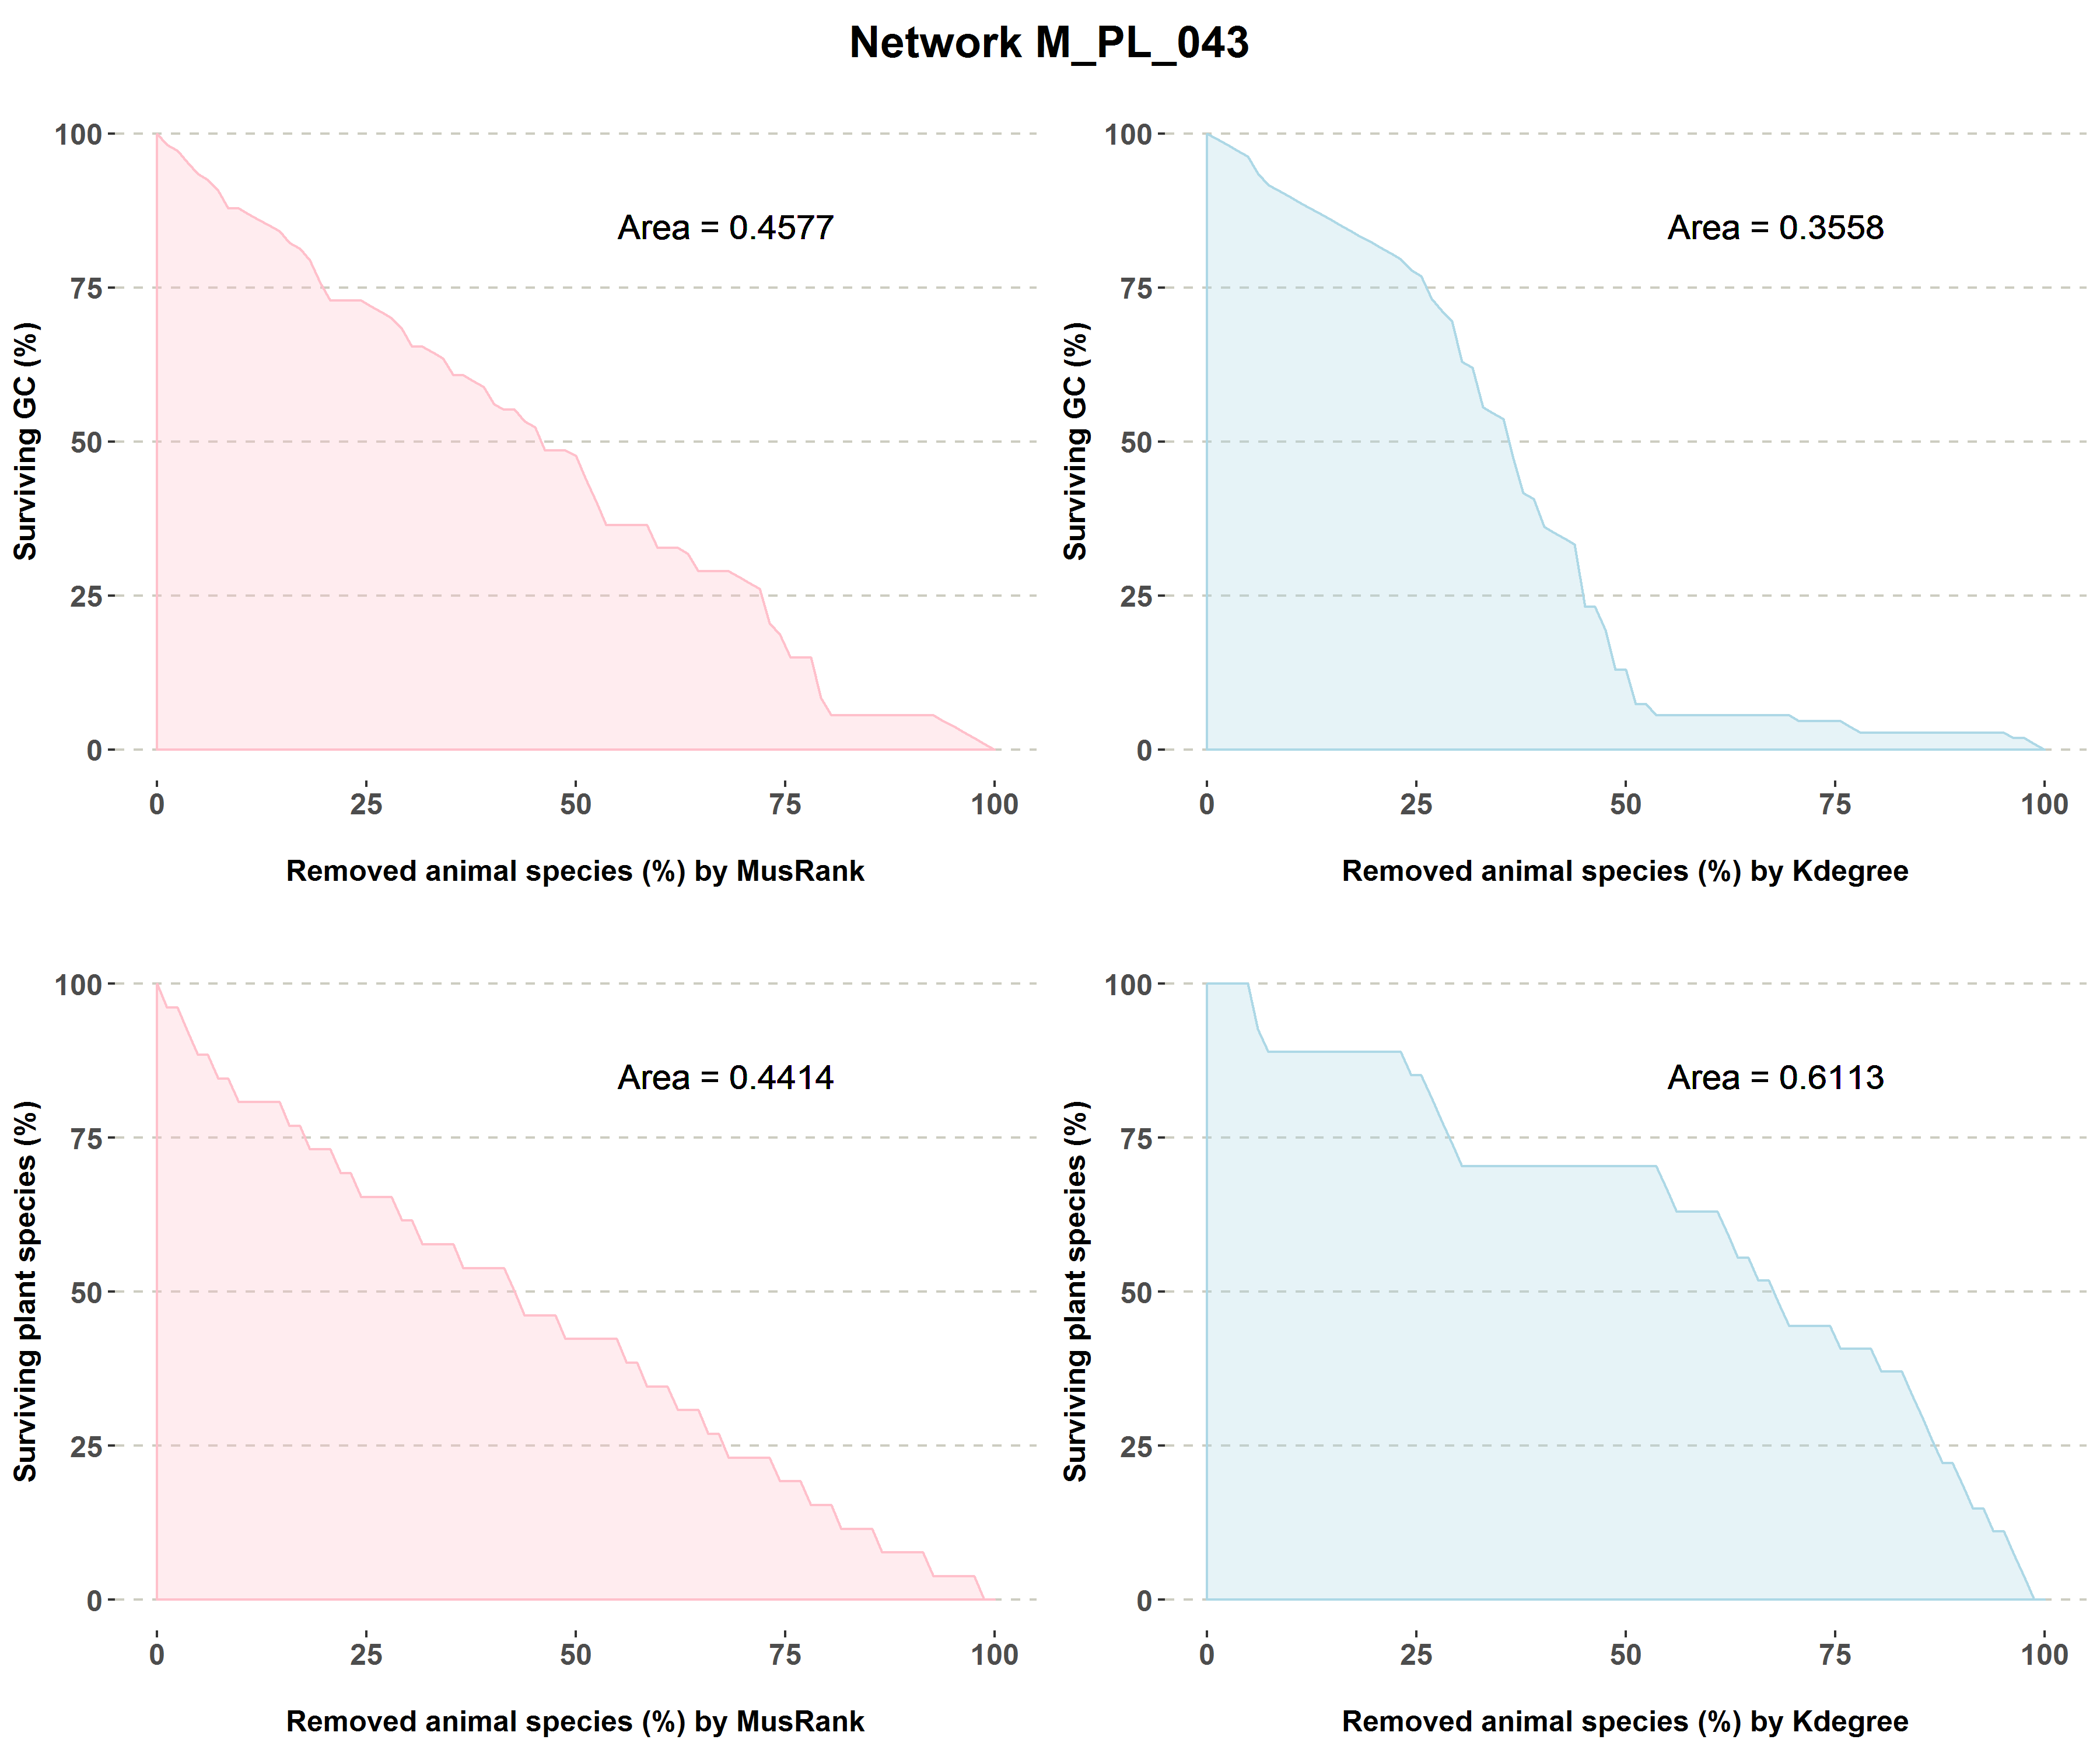 Network M_PL_043
100
75
50
25
0
Surviving GC (%)
Area = 0.4577
0 25 50 75 100
Removed animal species (%) by MusRank
100
75
50
25
0
Surviving GC (%)
Area = 0.3558
0 25 50 75 100
Removed animal species (%) by Kdegree
100
75
50
25
0
Surviving plant species (%)
Area = 0.4414
0 25 50 75 100
Removed animal species (%) by MusRank
100
75
50
25
0
Surviving plant species (%)
Area = 0.6113
0 25 50 75 100
Removed animal species (%) by Kdegree